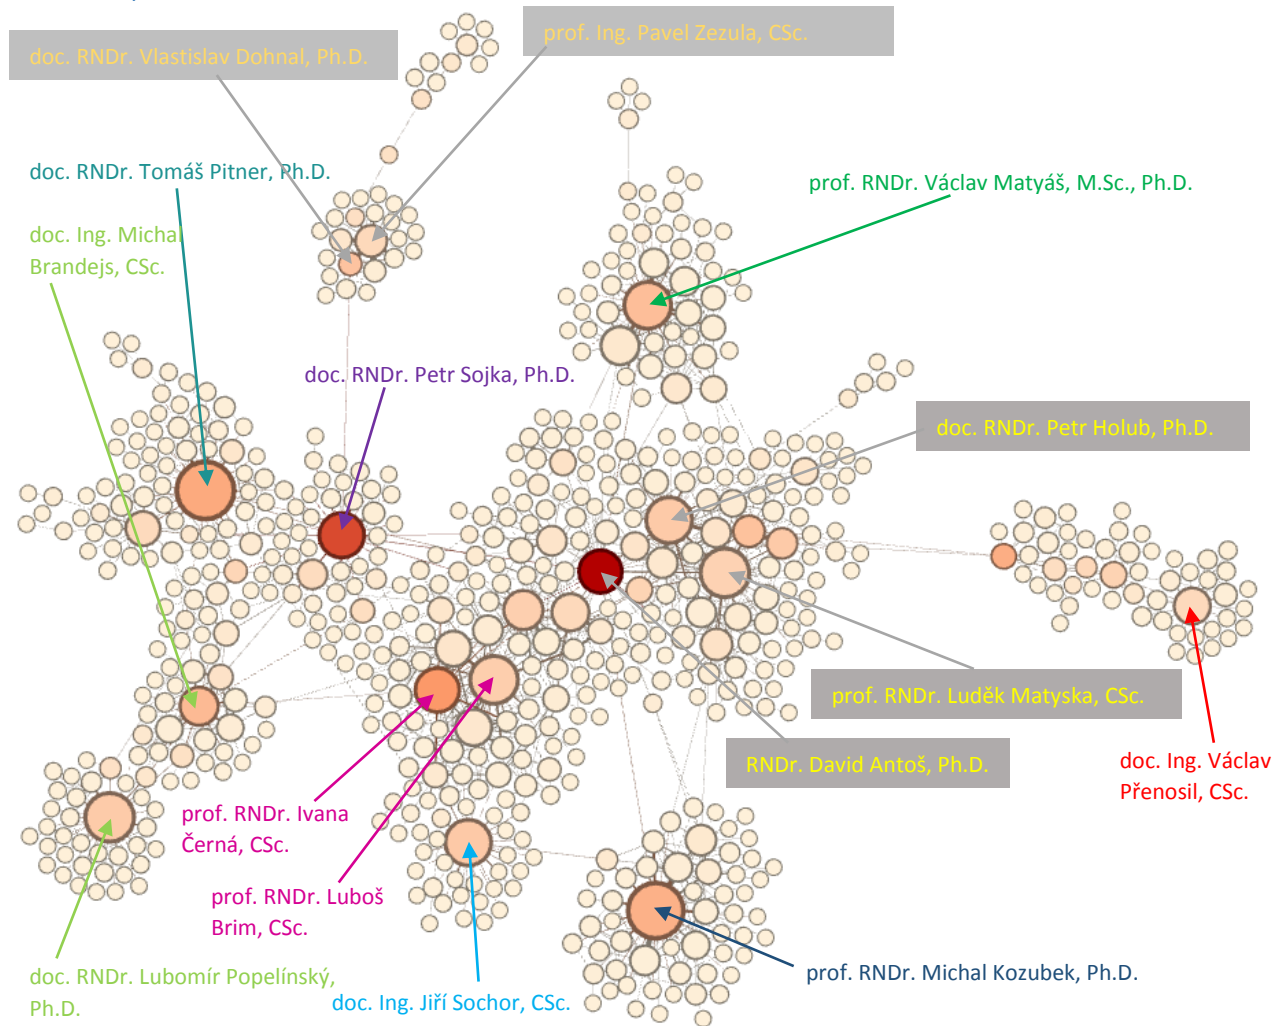 prof. Ing. Pavel Zezula, CSc.
doc. RNDr. Vlastislav Dohnal, Ph.D.
doc. RNDr. Tomáš Pitner, Ph.D.
prof. RNDr. Václav Matyáš, M.Sc., Ph.D.
doc. Ing. Michal
Brandejs, CSc.
doc. RNDr. Petr Sojka, Ph.D.
doc. RNDr. Petr Holub, Ph.D.
prof. RNDr. Luděk Matyska, CSc.
RNDr. David Antoš, Ph.D.
doc. Ing. Václav
Přenosil, CSc.
prof. RNDr. Ivana
Černá, CSc.
prof. RNDr. Luboš
Brim, CSc.
doc. RNDr. Lubomír Popelínský,
Ph.D.
doc. Ing. Jiří Sochor, CSc.
prof. RNDr. Michal Kozubek, Ph.D.